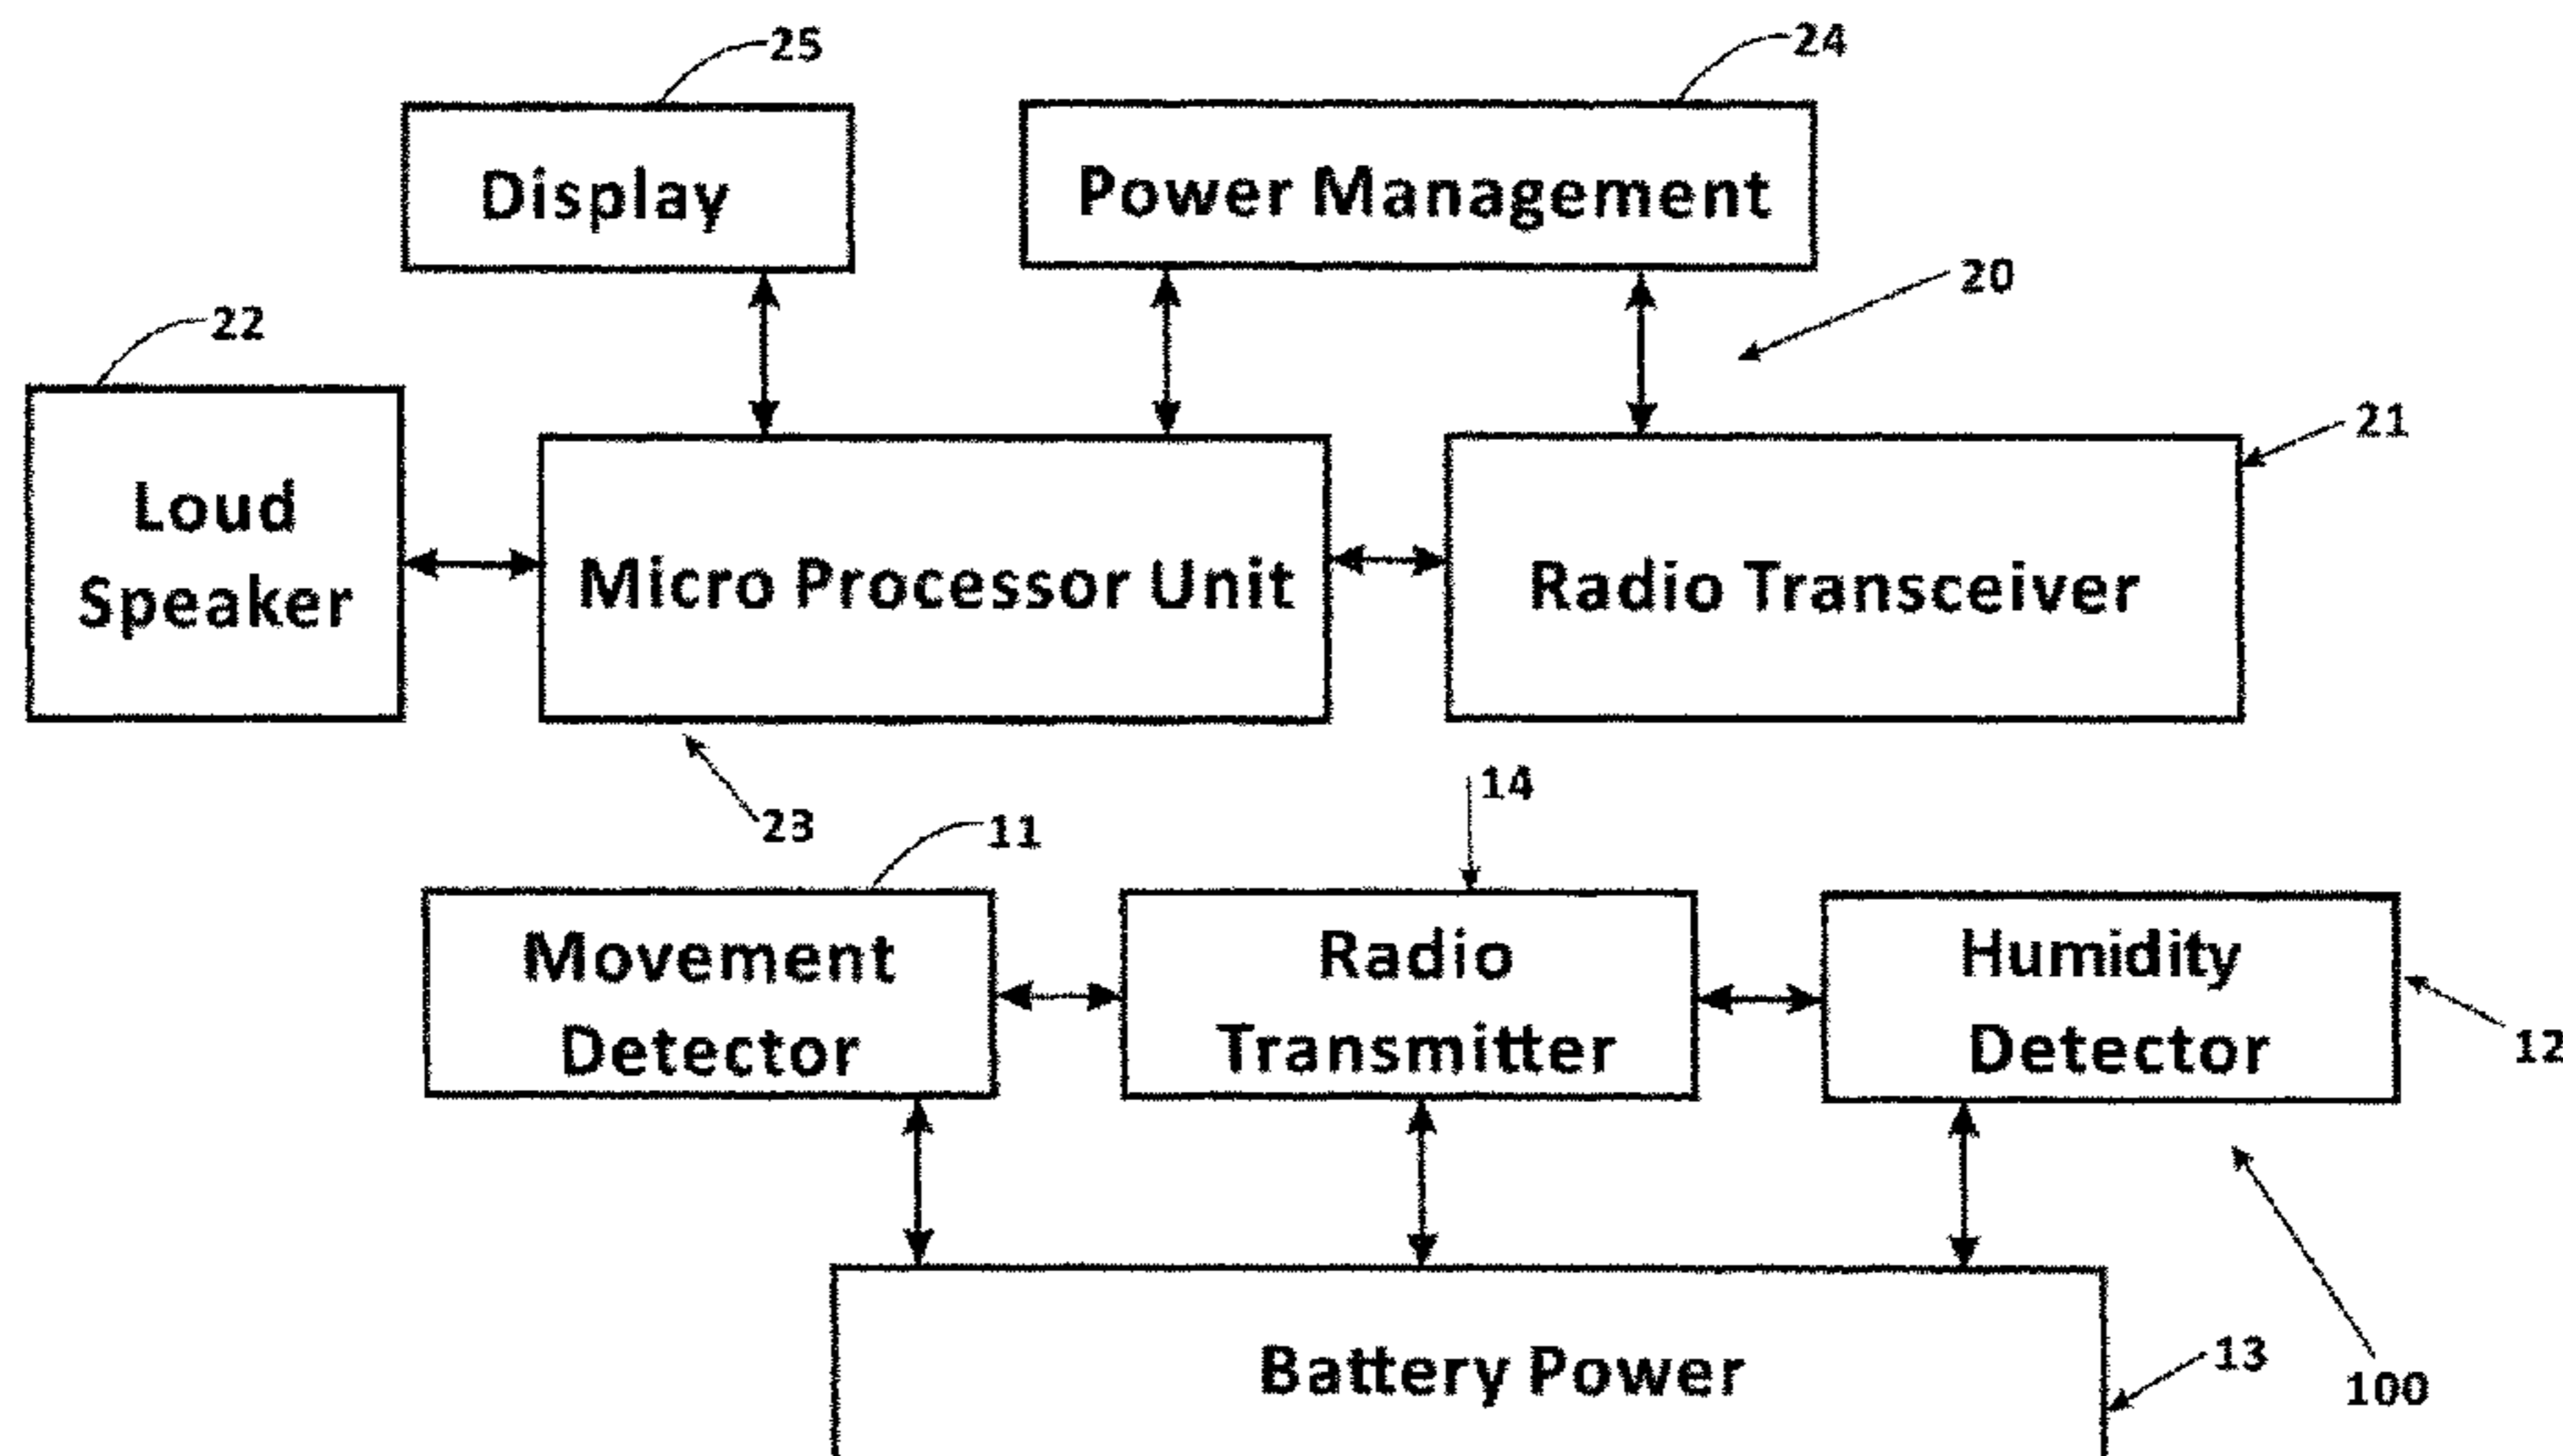 25
24
Display
Power Management
20
22
21
Loud
Speaker
Micro Processor Unit
Radio Transceiver
14
23
11
Movement
Detector
Radio
Transmitter
Humidity
Detector
12
Battery Power
13
100